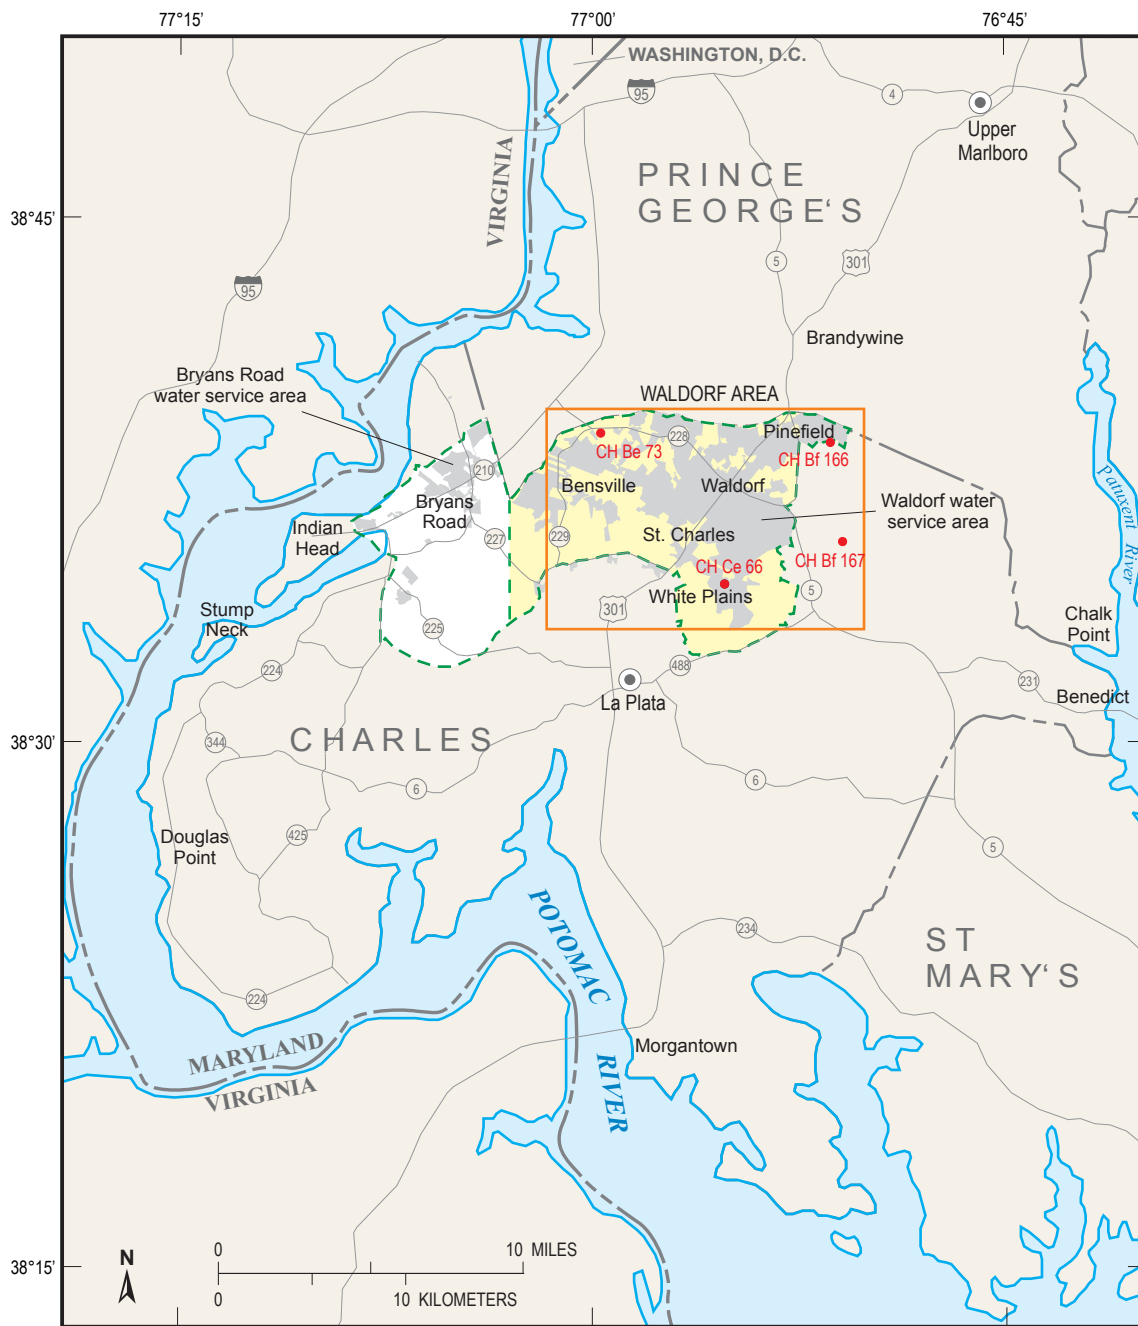 77°15'
77°00'
76°45'
WASHINGTON, D.C.
95
4
Upper
Marlboro
VIRGINIA
PRINCE
GEORGE'S
38°45'
5
301
95
Brandywine
Bryans Road
water service area
WALDORF AREA
Pinefield
228
CH Be 73
CH Bf 166
210
Bensville
Waldorf
Patuxent River
Bryans
Road
Waldorf water
service area
Indian
Head
227
229
St. Charles
CH Ce 66
CH Bf 167
White Plains
5
301
Stump
Neck
Chalk
Point
225
224
488
231
La Plata
Benedict
CHARLES
38°30'
344
6
6
Douglas
Point
425
5
POTOMAC RIVER
234
ST
MARY'S
224
MARYLAND
VIRGINIA
Morgantown
38°15'
N
0
10 MILES
0
10 KILOMETERS